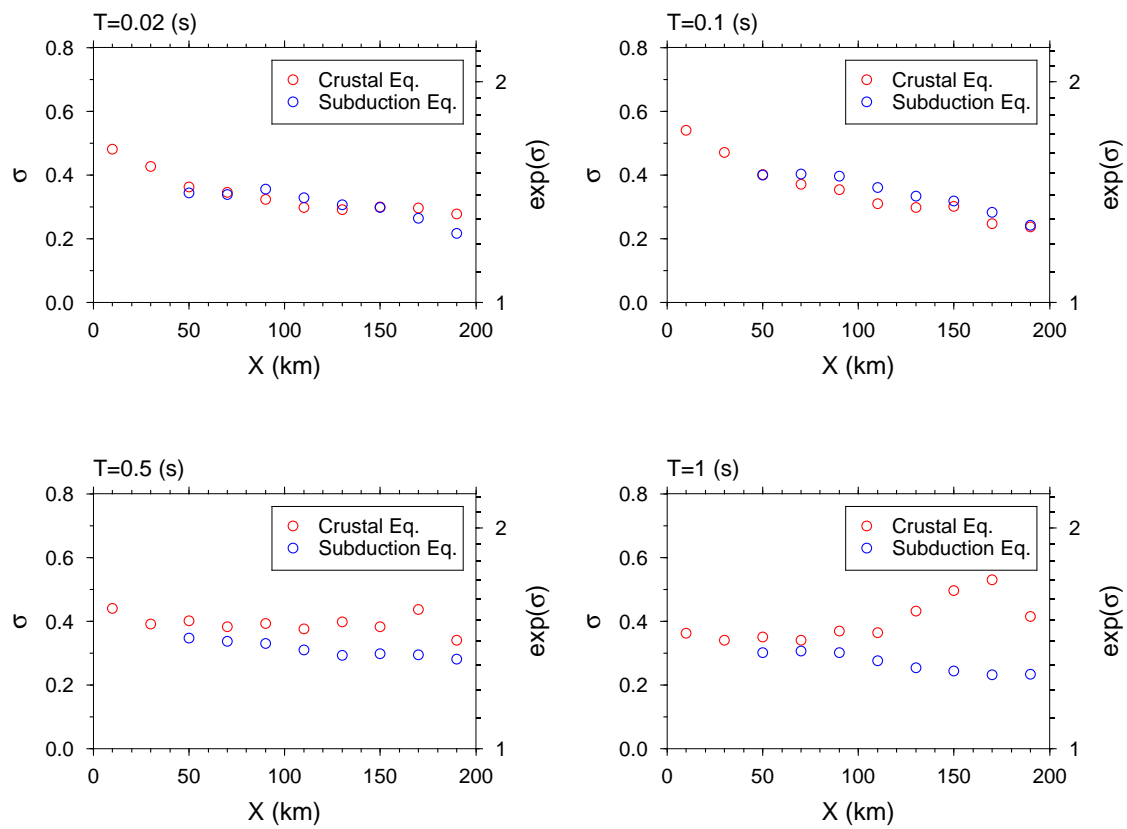 T=0.02 (s)
0.8
0.6
0.4
0.2
0.0
σ
2
1
exp(σ)
Crustal Eq.
Subduction Eq.
0 50 100 150 200
X (km)
T=0.1 (s)
0.8
0.6
0.4
0.2
0.0
σ
2
1
exp(σ)
Crustal Eq.
Subduction Eq.
0 50 100 150 200
X (km)
T=0.5 (s)
0.8
0.6
0.4
0.2
0.0
σ
2
1
exp(σ)
Crustal Eq.
Subduction Eq.
0 50 100 150 200
X (km)
T=1 (s)
0.8
0.6
0.4
0.2
0.0
σ
2
1
exp(σ)
Crustal Eq.
Subduction Eq.
0 50 100 150 200
X (km)